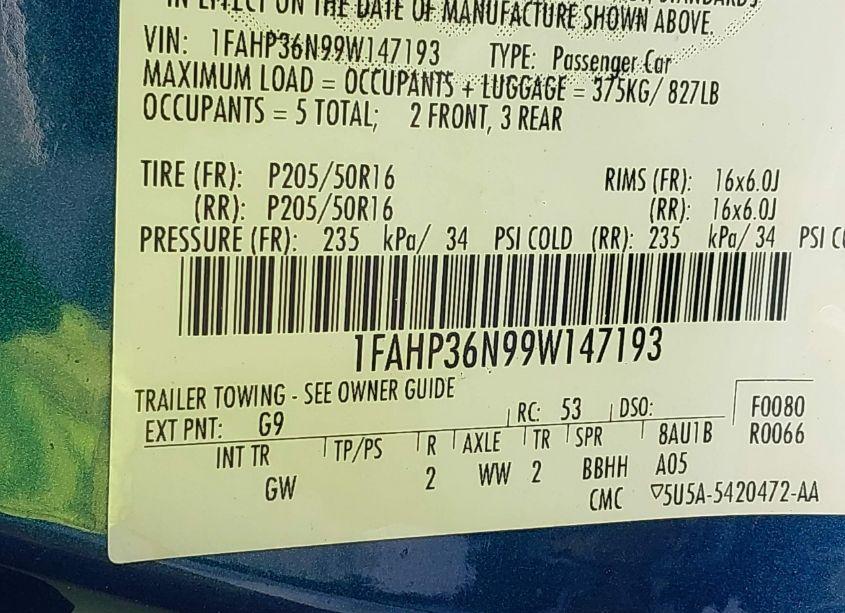 IN EFFECT ON THE DATE OF MANUFACTURE SHOWN ABOVE.
VIN: 1FAHP36N99W147193 TYPE: Passenger Car
MAXIMUM LOAD = OCCUPANTS + LUGGAGE = 375KG/ 827LB
OCCUPANTS = 5 TOTAL; 2 FRONT, 3 REAR
TIRE (FR): P205/50R16 RIMS (FR): 16x6.0J
(RR): P205/50R16 (RR): 16x6.0J
PRESSURE (FR): 235 kPa/ 34 PSI COLD (RR): 235 kPa/ 34 PSI
1FAHP36N99W147193
TRAILER TOWING - SEE OWNER GUIDE
EXT PNT: G9 RC: 53 DSO: F0080
INT TR TP/PS R AXLE TR SPR 8AU1B R0066
GW 2 WW 2 BBHH A05
CMC ▽5U5A-5420472-AA